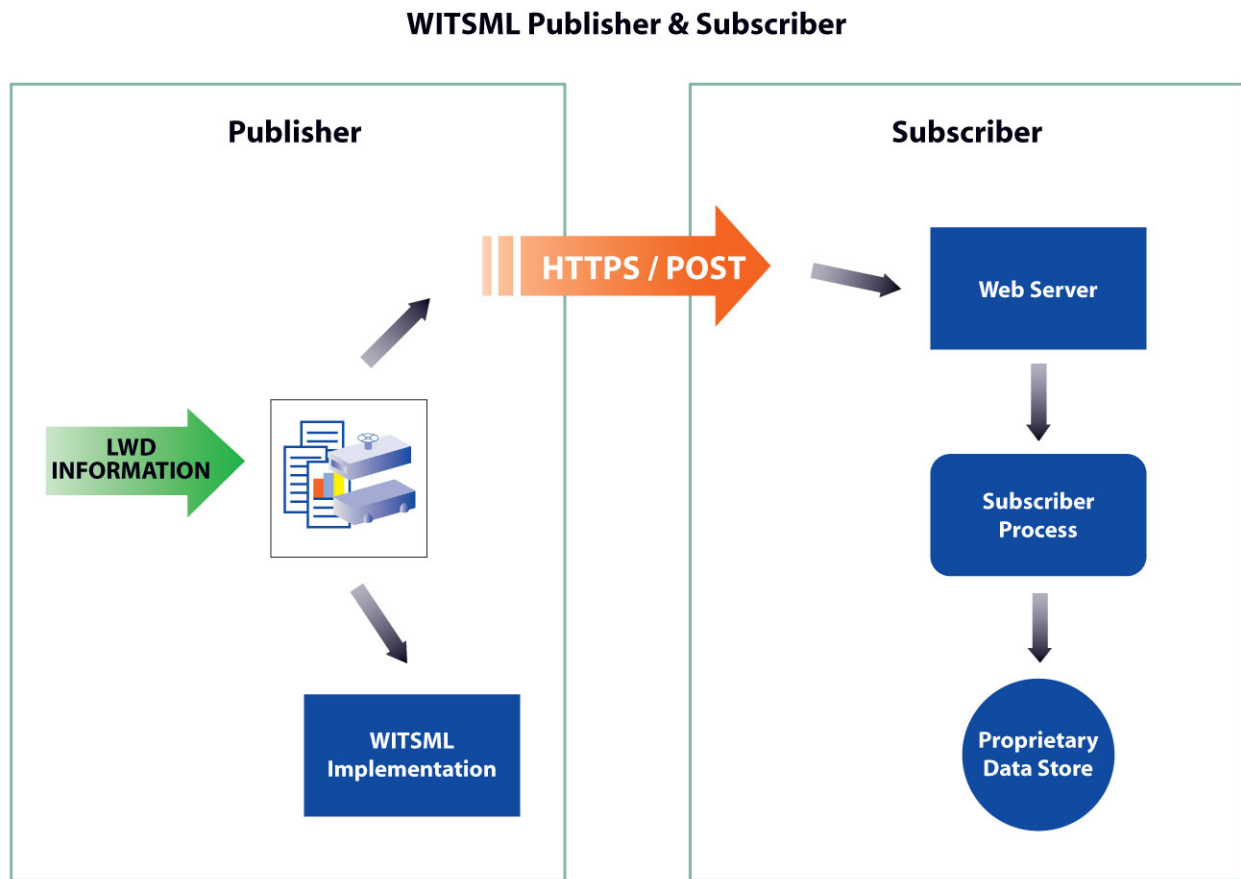 WITSML Publisher & Subscriber
Publisher
LWD
INFORMATION
WITSML
Implementation
HTTPS / POST
Subscriber
Web Server
Subscriber
Process
Proprietary
Data Store